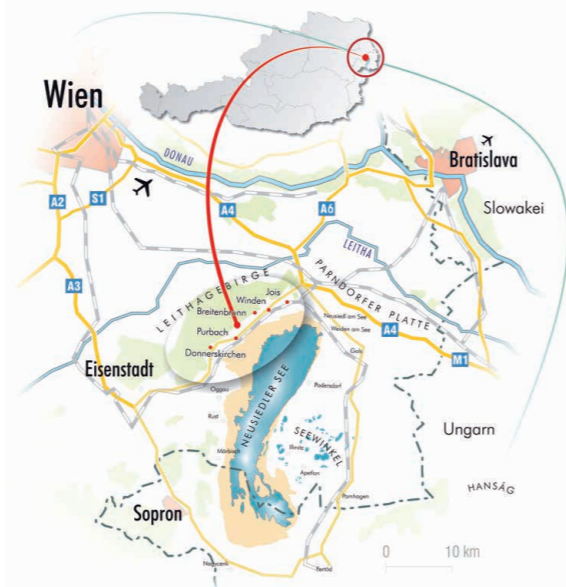 Wien
DONAU
Bratislava
A2
S1
A4
A6
Slowakei
LEITHA
A3
LEITHAGEBIRGE
PARNDORFER PLATTE
Jois
Winden
Breitenbrunn
Neusiedl am See
Purbach
Weiden am See
A4
Donnerskirchen
Gols
M1
Eisenstadt
Oggau
Podersdorf
NEUSIEDLER SEE
Rust
Ungarn
SEEWINKEL
Mörbisch
Illmitz
Apetlon
HANSÁG
Pamhagen
Sopron
0 10 km
Fertöd